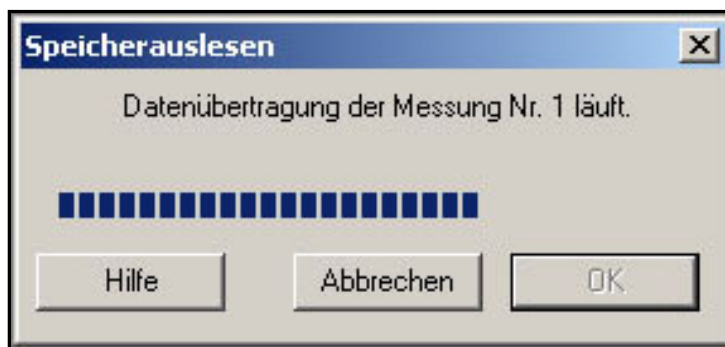 Speicherauslesen
Datenübertragung der Messung Nr. 1 läuft.
Hilfe
Abbrechen
OK